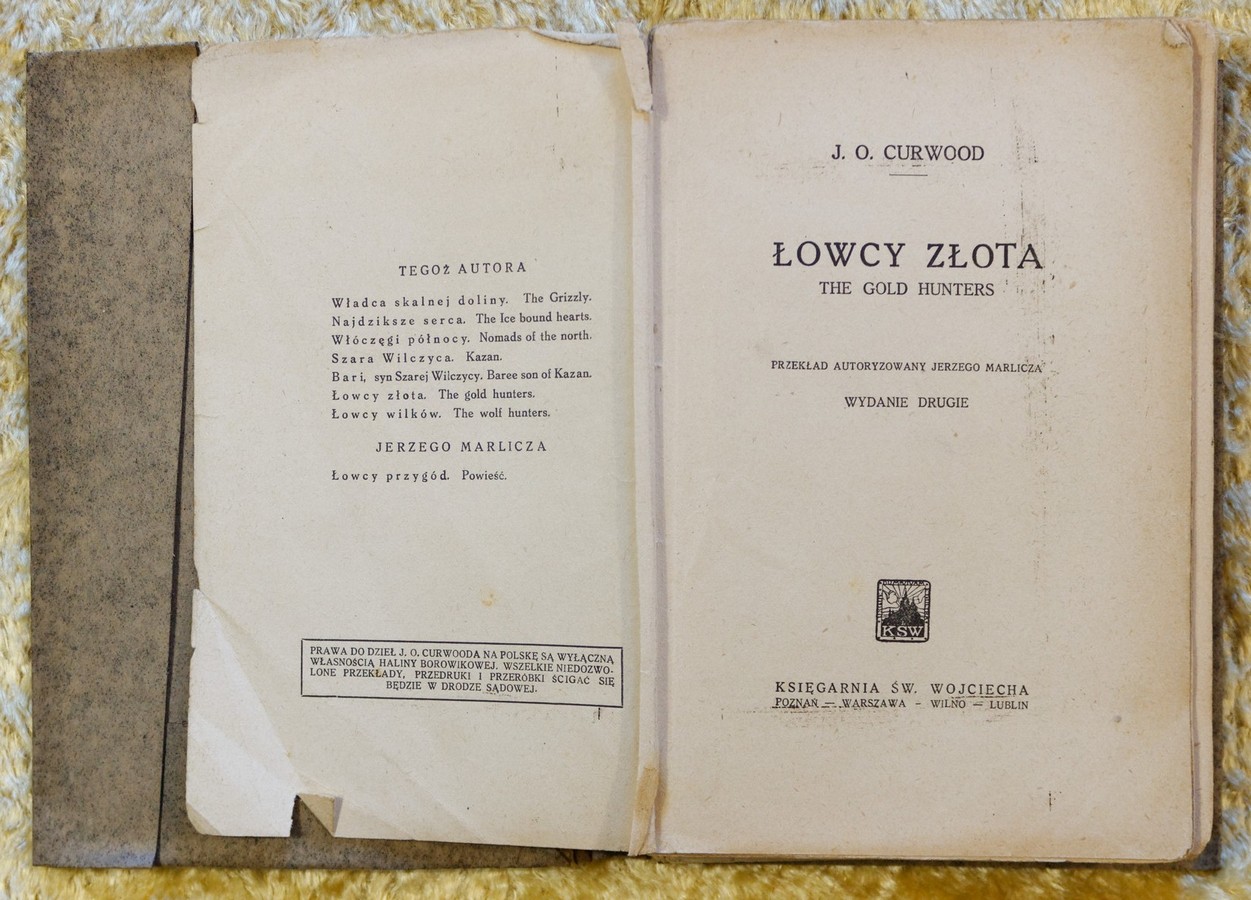 TEGOŻ AUTORA
Władca skalnej doliny. The Grizzly.
Najdziksze serca. The Ice bound hearts.
Włóczęgi północy. Nomads of the north.
Szara Wilczyca. Kazan.
Bari, syn Szarej Wilczycy. Baree son of Kazan.
Łowcy złota. The gold hunters.
Łowcy wilków. The wolf hunters.
JERZEGO MARLICZA
Łowcy przygód. Powieść.
PRAWA DO DZIEŁ J. O. CURWOODA NA POLSKĘ SĄ WYŁĄCZNĄ
WŁASNOŚCIĄ HALINY BOROWIKOWEJ. WSZELKIE NIEDOZWO-
LONE PRZEKŁADY, PRZEDRUKI I PRZERÓBKI ŚCIGAĆ SIĘ
BĘDZIE W DRODZE SĄDOWEJ.
J. O. CURWOOD
ŁOWCY ZŁOTA
THE GOLD HUNTERS
PRZEKŁAD AUTORYZOWANY JERZEGO MARLICZA
WYDANIE DRUGIE
KSW
KSIĘGARNIA ŚW. WOJCIECHA
POZNAŃ — WARSZAWA - WILNO — LUBLIN